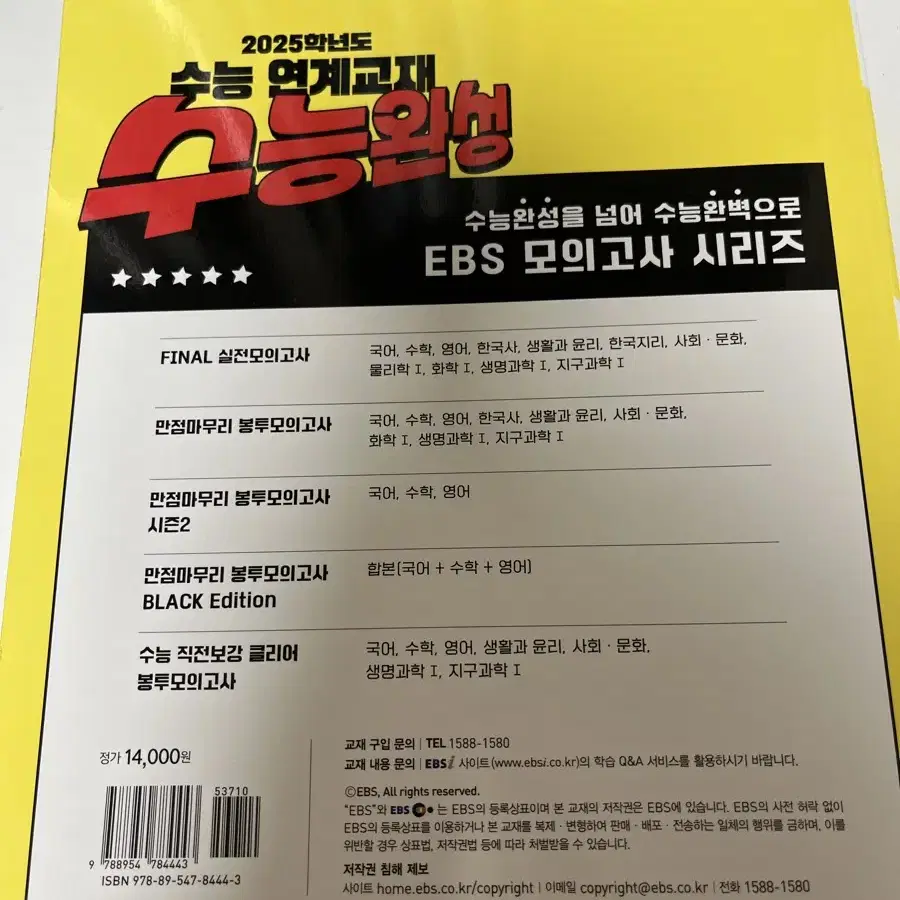 2025학년도
수능 연계교재
수능완성
수능완성을 넘어 수능완벽으로
EBS 모의고사 시리즈
FINAL 실전모의고사
국어, 수학, 영어, 한국사, 생활과 윤리, 한국지리, 사회 · 문화,
물리학 Ⅰ, 화학 Ⅰ, 생명과학 Ⅰ, 지구과학 Ⅰ
만점마무리 봉투모의고사
국어, 수학, 영어, 한국사, 생활과 윤리, 사회 · 문화,
화학 Ⅰ, 생명과학 Ⅰ, 지구과학 Ⅰ
만점마무리 봉투모의고사
시즌2
국어, 수학, 영어
만점마무리 봉투모의고사
BLACK Edition
합본(국어 + 수학 + 영어)
수능 직전보강 클리어
봉투모의고사
국어, 수학, 영어, 생활과 윤리, 사회 · 문화,
생명과학 Ⅰ, 지구과학 Ⅰ
정가 14,000원
53710
9 788954 784443
ISBN 978-89-547-8444-3
교재 구입 문의 | TEL 1588-1580
교재 내용 문의 | EBSi 사이트(www.ebsi.co.kr)의 학습 Q&A 서비스를 활용하시기 바랍니다.
ⒸEBS, All rights reserved.
"EBS"와 EBS 는 EBS의 등록상표이며 본 교재의 저작권은 EBS에 있습니다. EBS의 사전 허락 없이
EBS의 등록상표를 이용하거나 본 교재를 복제 · 변형하여 판매 · 배포 · 전송하는 일체의 행위를 금하며, 이를
위반할 경우 상표법, 저작권법 등에 따라 처벌받을 수 있습니다.
저작권 침해 제보
사이트 home.ebs.co.kr/copyright | 이메일 copyright@ebs.co.kr | 전화 1588-1580